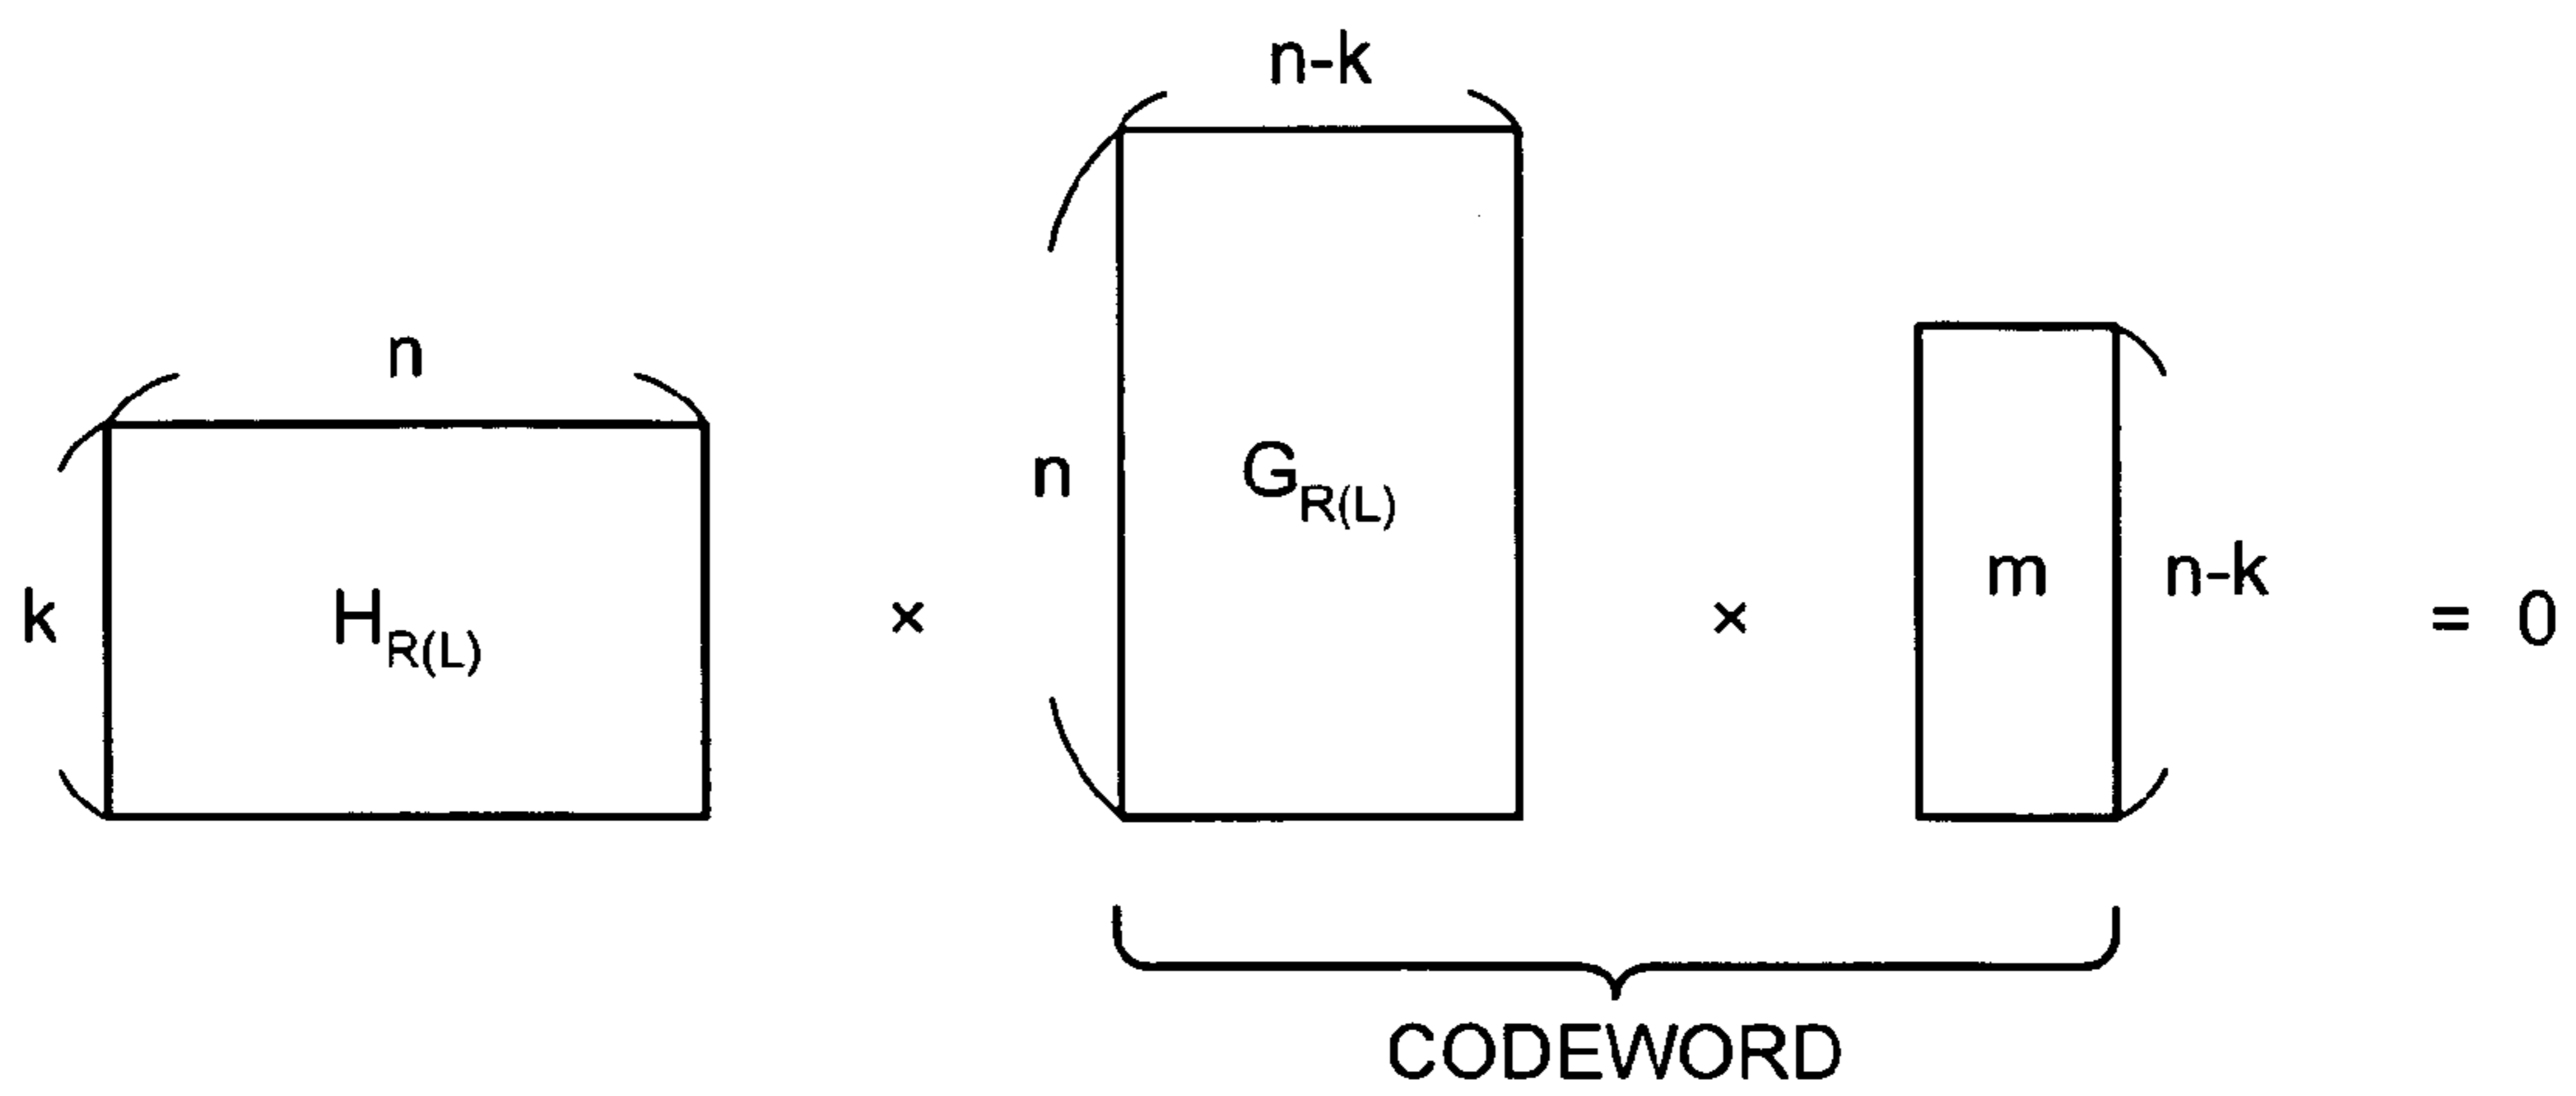 n-k
n
n
G_R(L)
k
H_R(L)
×
×
m
n-k
= 0
CODEWORD